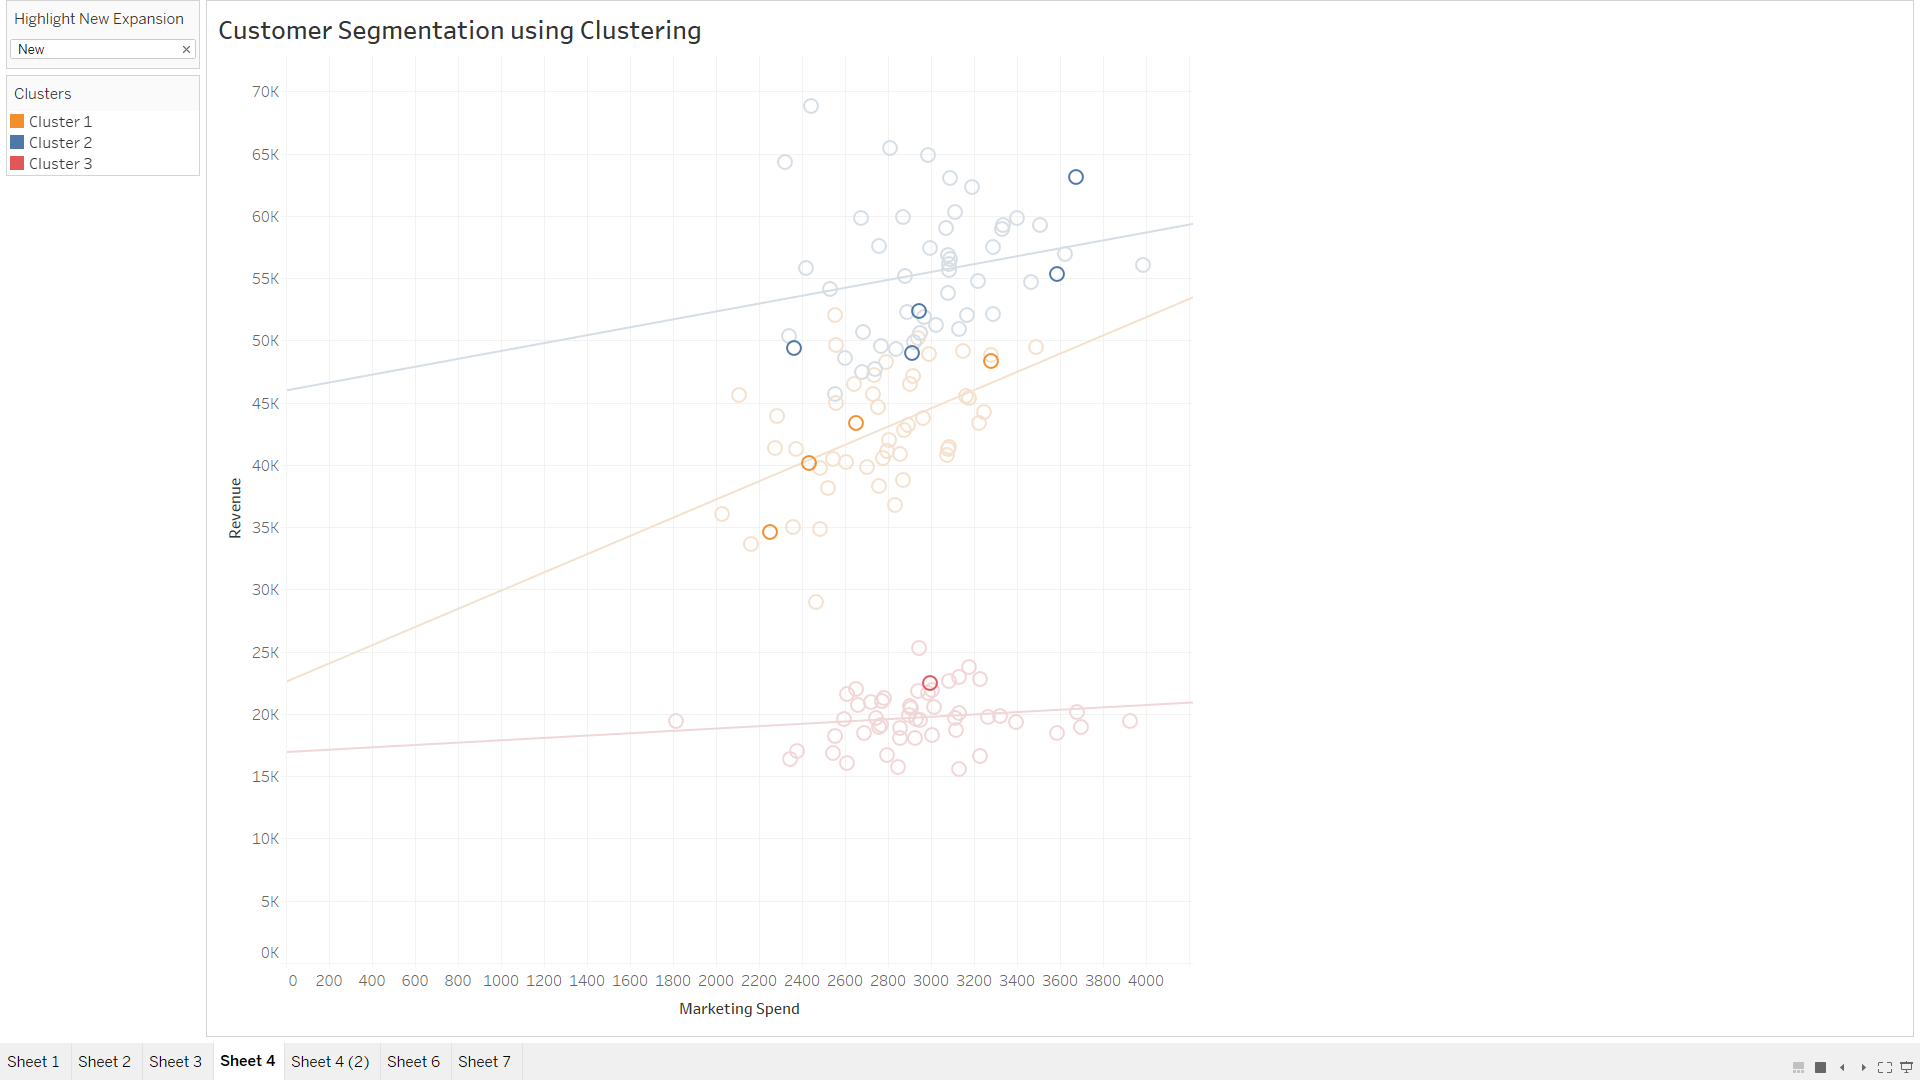 Highlight New Expansion
New
Clusters
Cluster 1
Cluster 2
Cluster 3
Customer Segmentation using Clustering
70K
65K
60K
55K
50K
45K
40K
35K
30K
25K
20K
15K
10K
5K
0K
Revenue
0 200 400 600 800 1000 1200 1400 1600 1800 2000 2200 2400 2600 2800 3000 3200 3400 3600 3800 4000
Marketing Spend
Sheet 1 Sheet 2 Sheet 3 Sheet 4 Sheet 4 (2) Sheet 6 Sheet 7